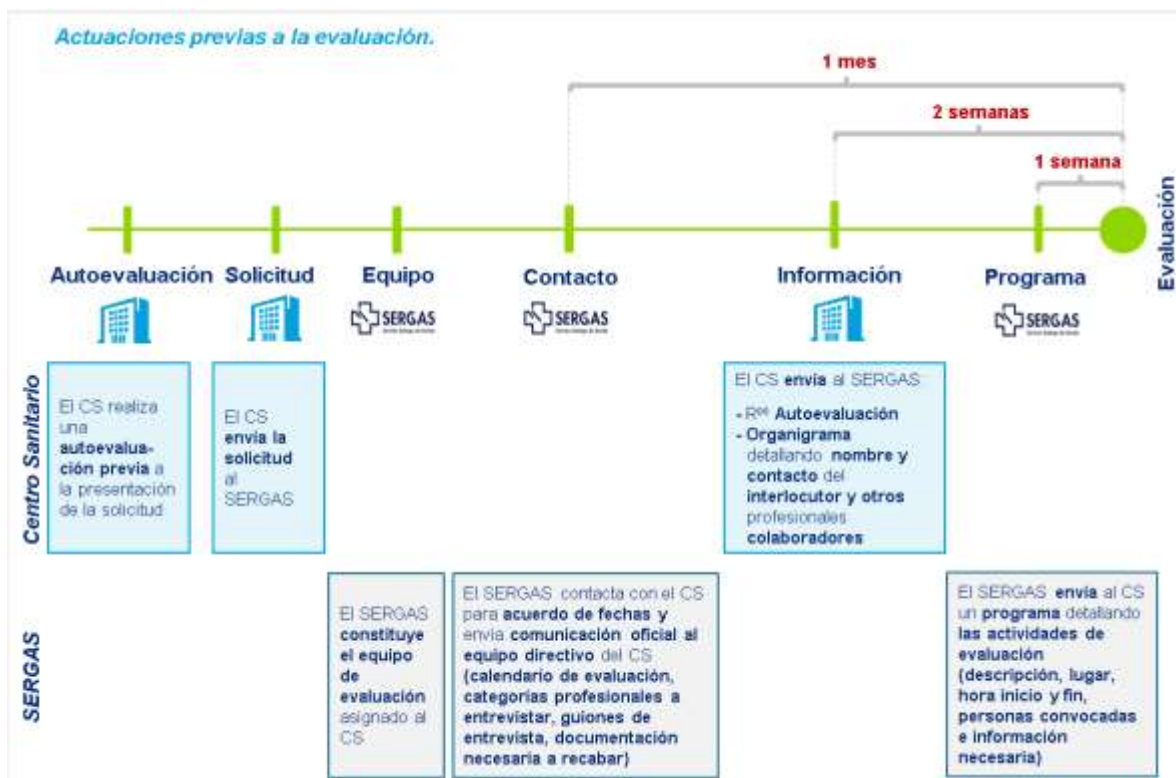 Actuaciones previas a la evaluación.
1 mes
2 semanas
1 semana
Evaluación
Autoevaluación
Solicitud
Equipo
Contacto
Información
Programa
SERGAS
SERGAS
SERGAS
Centro Sanitario
El CS realiza
una
autoevalua-
ción previa a
la presentación
de la solicitud
El CS
envía la
solicitud
al
SERGAS
El CS envía al SERGAS
- Autoevaluación
- Organigrama
detallando nombre y
contacto del
interlocutor y otros
profesionales
colaboradores
SERGAS
El SERGAS
constituye
el equipo
de
evaluación
asignado al
CS
El SERGAS contacta con el CS
para acuerdo de fechas y
envía comunicación oficial al
equipo directivo del CS
(calendario de evaluación,
categorías profesionales a
entrevistar, guiones de
entrevista, documentación
necesaria a recabar)
El SERGAS envía al CS
un programa detallando
las actividades de
evaluación
(descripción, lugar,
hora inicio y fin,
personas convocadas
e información
necesaria)